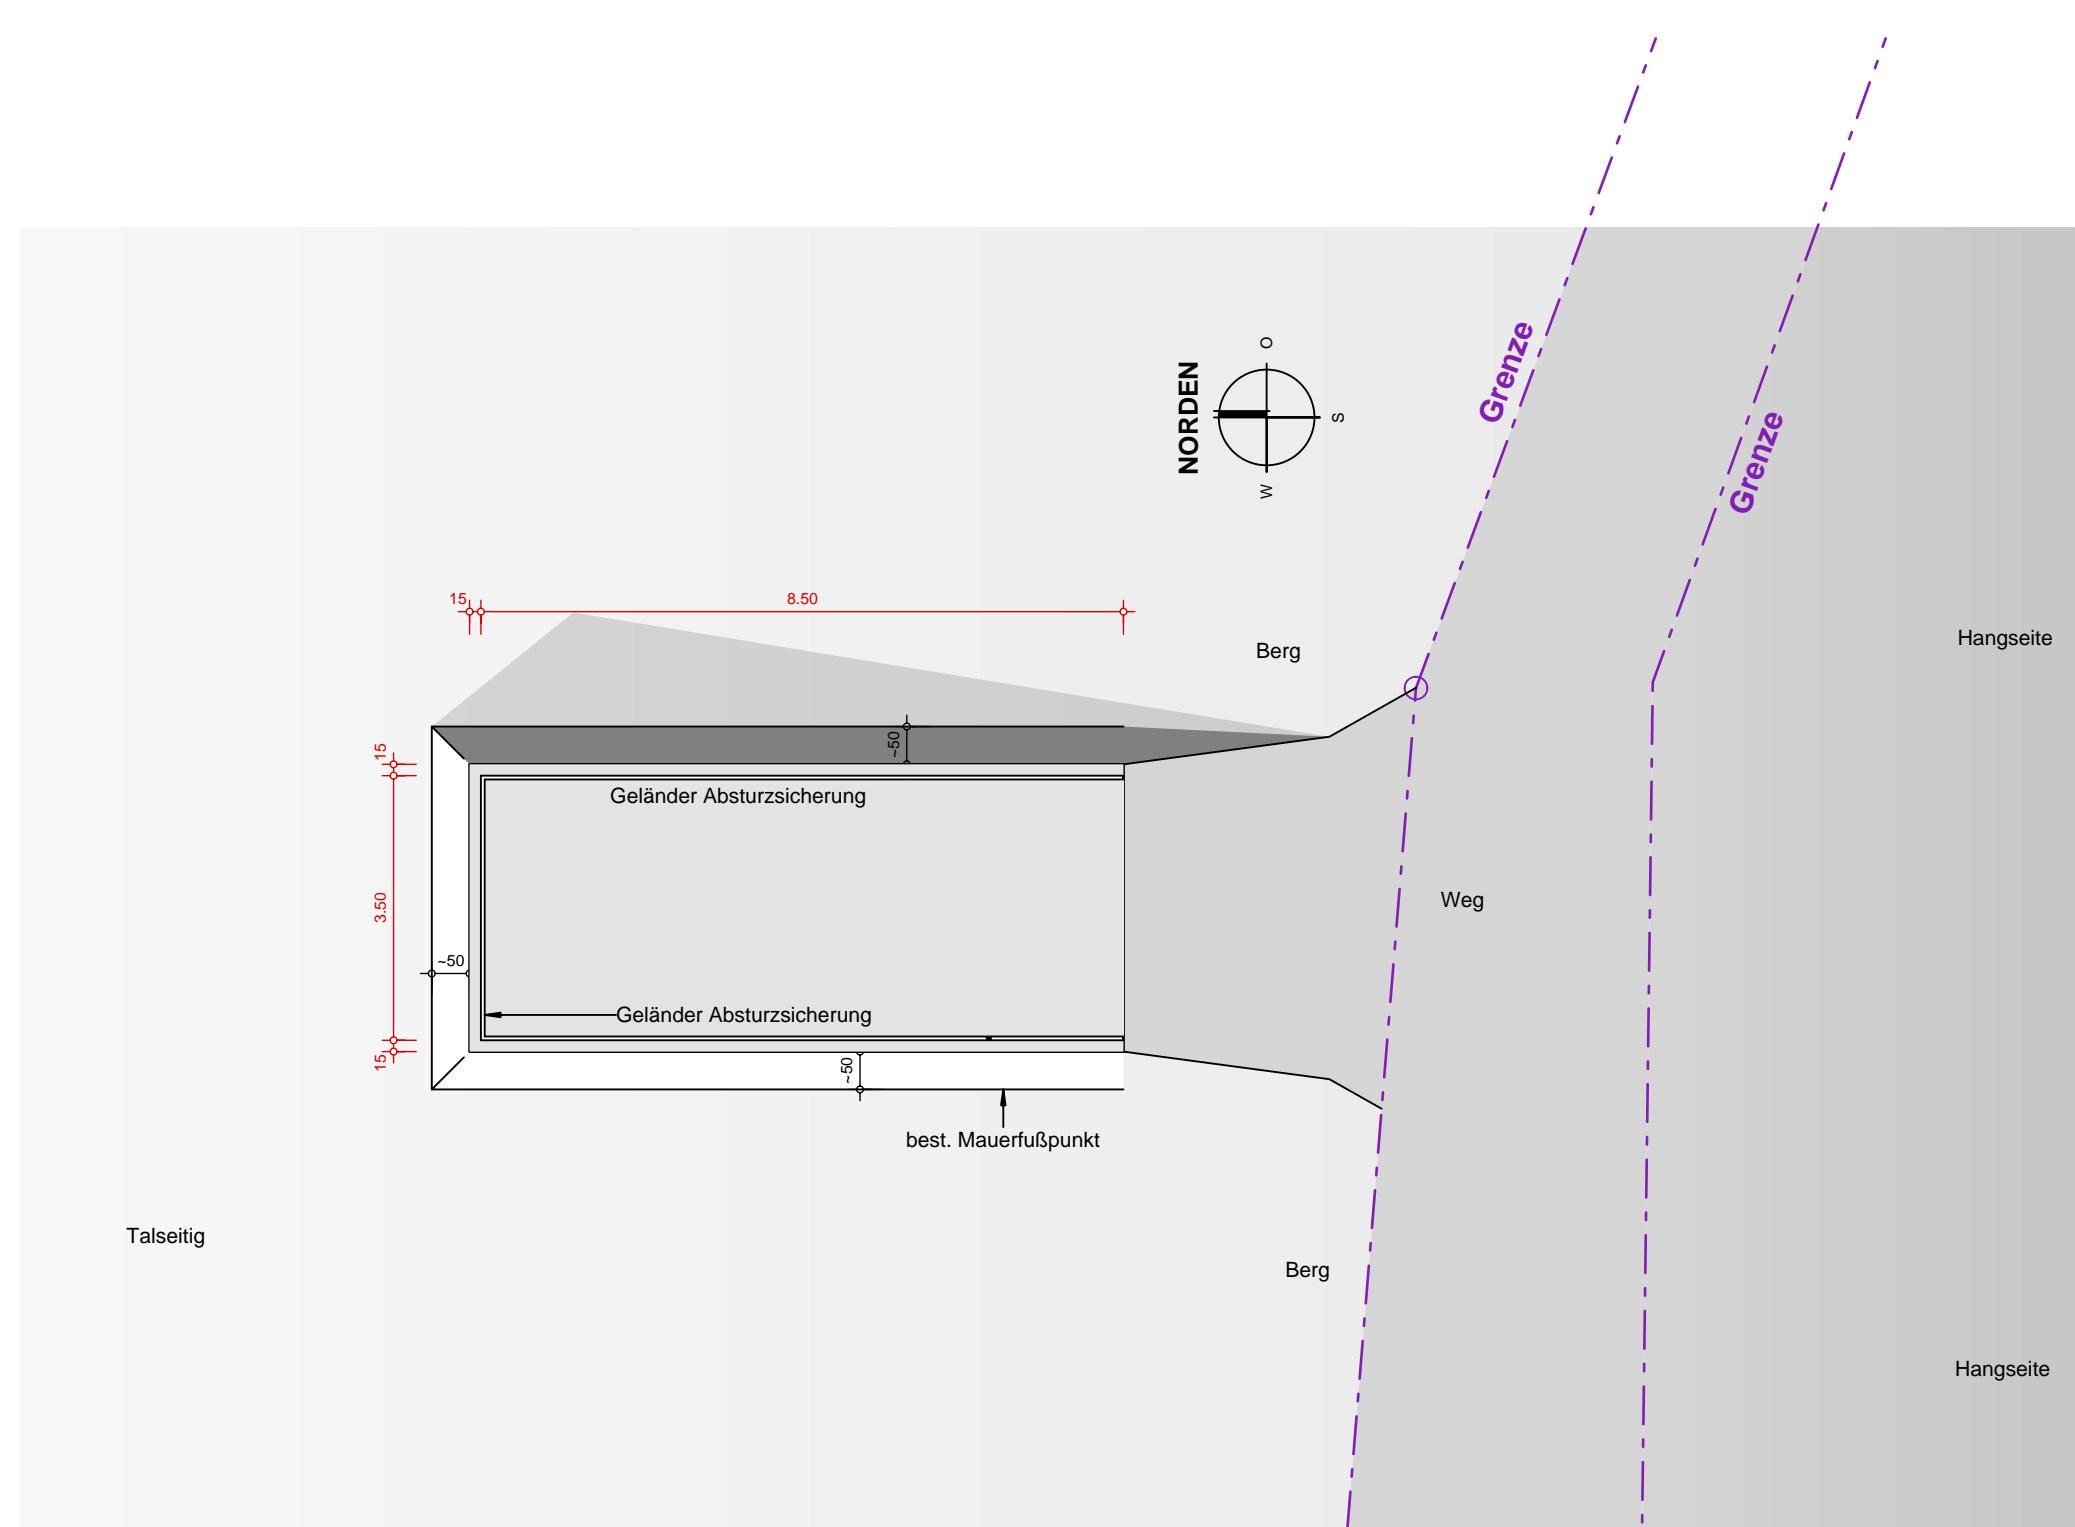 Grenze
Grenze
O
NORDEN
S
W
15
8.50
Berg
Hangseite
~50
15
Geländer Absturzsicherung
3.50
Weg
~50
Geländer Absturzsicherung
15
~50
best. Mauerfußpunkt
Talseitig
Berg
Hangseite